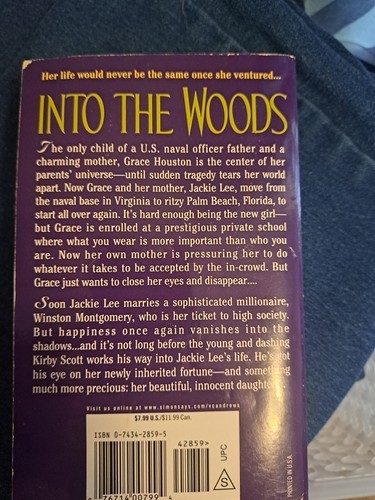 Her life would never be the same once she ventured...
INTO THE WOODS
The only child of a U.S. naval officer father and a
charming mother, Grace Houston is the center of her
parents' universe—until sudden tragedy tears her world
apart. Now Grace and her mother, Jackie Lee, move from
the naval base in Virginia to ritzy Palm Beach, Florida, to
start all over again. It's hard enough being the new girl—
but Grace is enrolled at a prestigious private school
where what you wear is more important than who you
are. Now her own mother is pressuring her to do
whatever it takes to be accepted by the in-crowd. But
Grace just wants to close her eyes and disappear....
Soon Jackie Lee marries a sophisticated millionaire,
Winston Montgomery, who is her ticket to high society.
But happiness once again vanishes into the
shadows...and it's not long before the young and dashing
Kirby Scott works his way into Jackie Lee's life. He's got
his eye on her newly inherited fortune—and something
much more precious: her beautiful, innocent daughter....
Visit us online at www.simonsays.com/vcandrews
$7.99 U.S./$11.99 Can.
ISBN 0-7434-2859-5
42859>
UPC
S
PRINTED IN U.S.A.
76714 00799 4